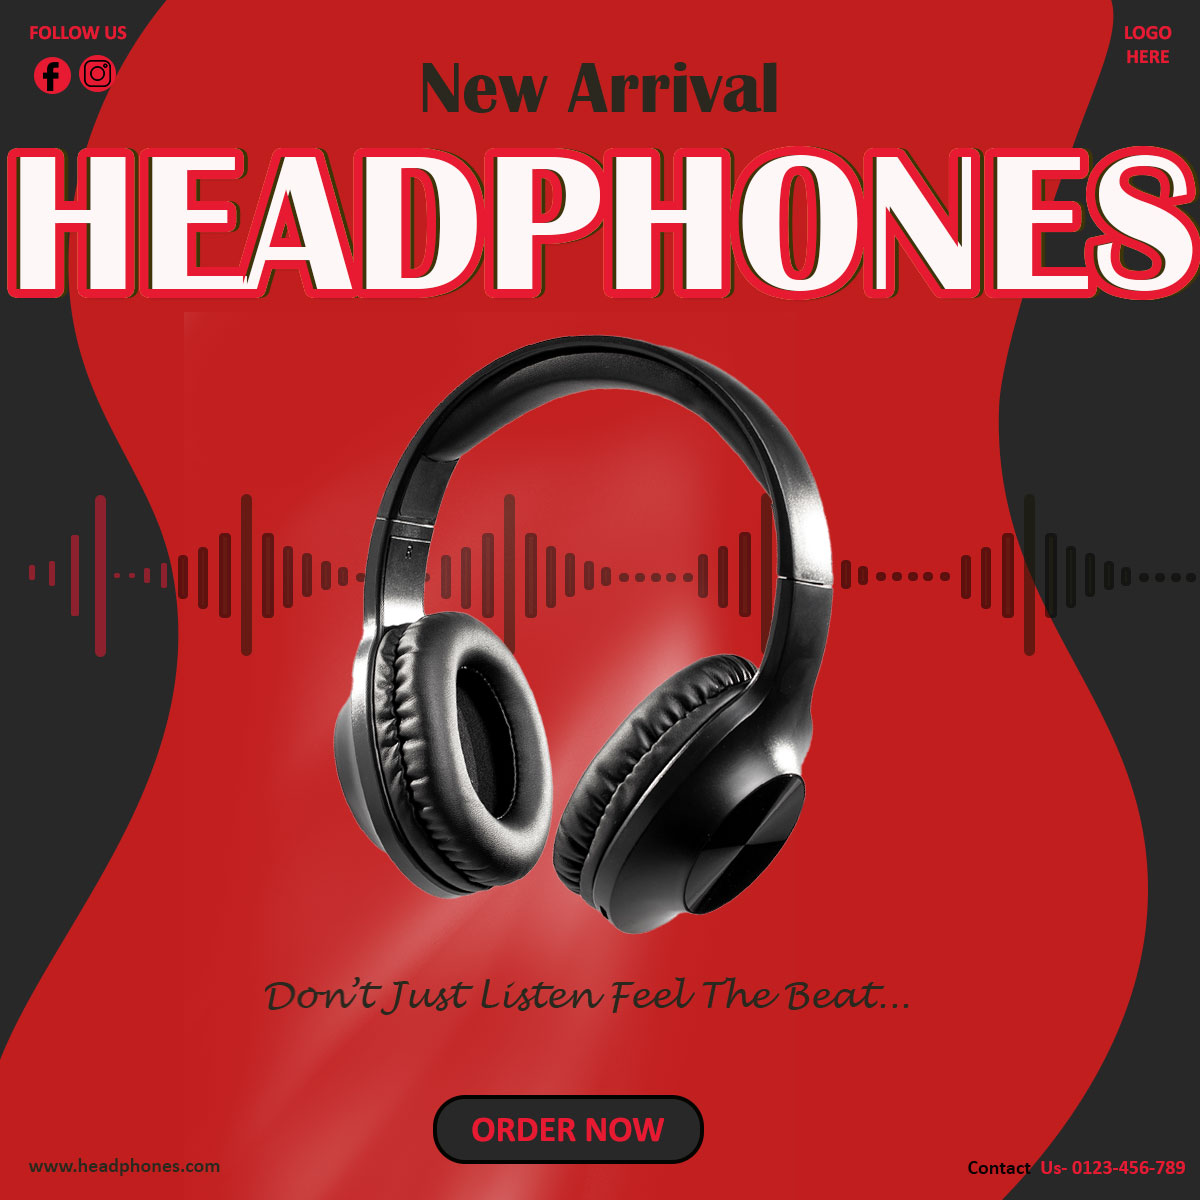 FOLLOW US
LOGO
HERE
New Arrival
HEADPHONES
Don't Just Listen Feel The Beat...
ORDER NOW
www.headphones.com
Contact Us- 0123-456-789